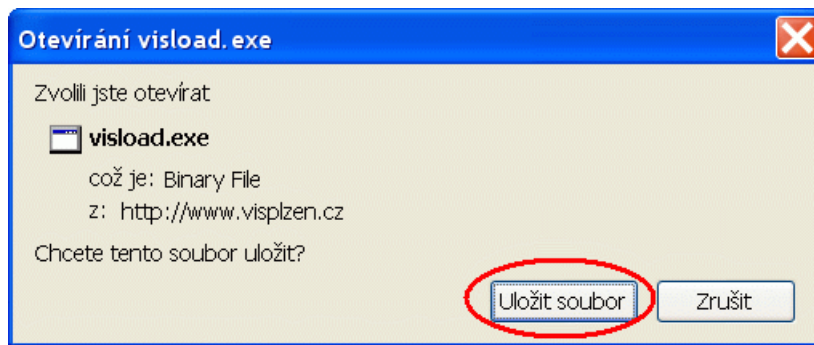 Otevírání visload.exe
Zvolili jste otevírat
visload.exe
což je: Binary File
z: http://www.visplzen.cz
Chcete tento soubor uložit?
Uložit soubor Zrušit